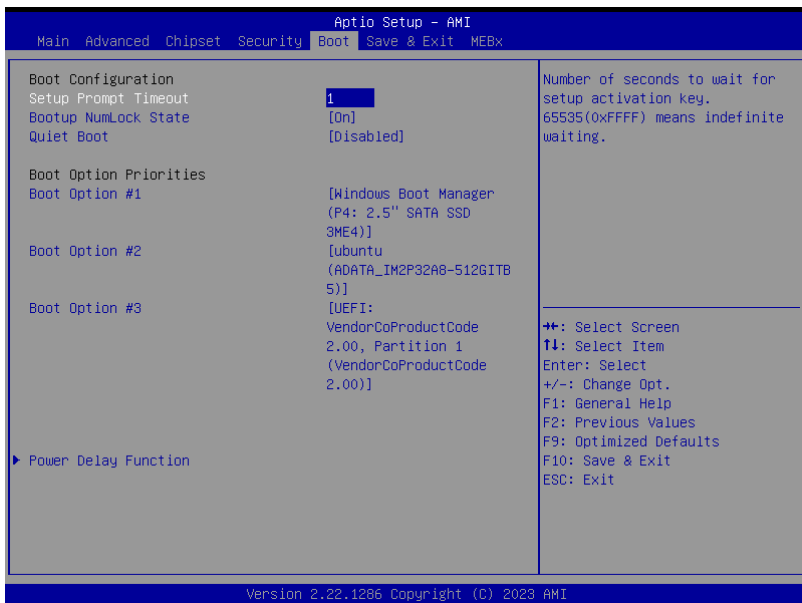 Aptio Setup – AMI
Main Advanced Chipset Security Boot Save & Exit MEBx
Boot Configuration
Setup Prompt Timeout 1
Bootup NumLock State [On]
Quiet Boot [Disabled]
Boot Option Priorities
Boot Option #1 [Windows Boot Manager
(P4: 2.5" SATA SSD
3ME4)]
Boot Option #2 [ubuntu
(ADATA_IM2P32A8-512GITB
5)]
Boot Option #3 [UEFI:
VendorCoProductCode
2.00, Partition 1
(VendorCoProductCode
2.00)]
Power Delay Function
Number of seconds to wait for
setup activation key.
65535(0xFFFF) means indefinite
waiting.
→←: Select Screen
↑↓: Select Item
Enter: Select
+/-: Change Opt.
F1: General Help
F2: Previous Values
F9: Optimized Defaults
F10: Save & Exit
ESC: Exit
Version 2.22.1286 Copyright (C) 2023 AMI